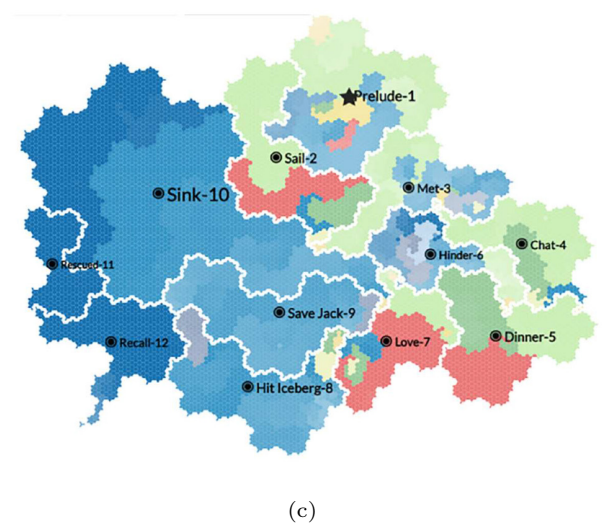 Prelude-1
Sail-2
Met-3
Sink-10
Chat-4
Hinder-6
Rescued-11
Save Jack-9
Dinner-5
Love-7
Recall-12
Hit Iceberg-8
(c)